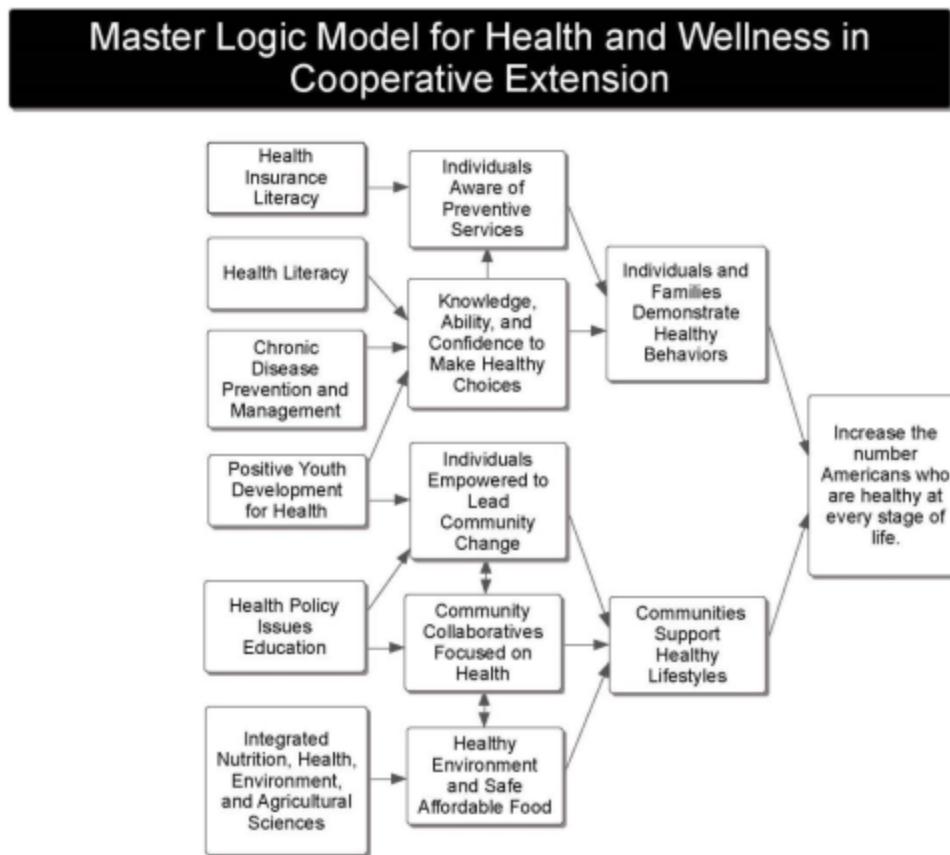 Master Logic Model for Health and Wellness in
Cooperative Extension
Health
Insurance
Literacy
Individuals
Aware of
Preventive
Services
Health Literacy
Knowledge,
Ability, and
Confidence to
Make Healthy
Choices
Individuals and
Families
Demonstrate
Healthy
Behaviors
Chronic
Disease
Prevention and
Management
Increase the
number
Americans who
are healthy at
every stage of
life.
Positive Youth
Development
for Health
Individuals
Empowered to
Lead
Community
Change
Health Policy
Issues
Education
Community
Collaboratives
Focused on
Health
Communities
Support
Healthy
Lifestyles
Integrated
Nutrition, Health,
Environment,
and Agricultural
Sciences
Healthy
Environment
and Safe
Affordable Food